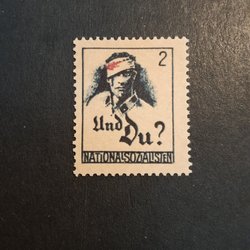 2
Und
Du?
NATIONALSOZIALISTEN